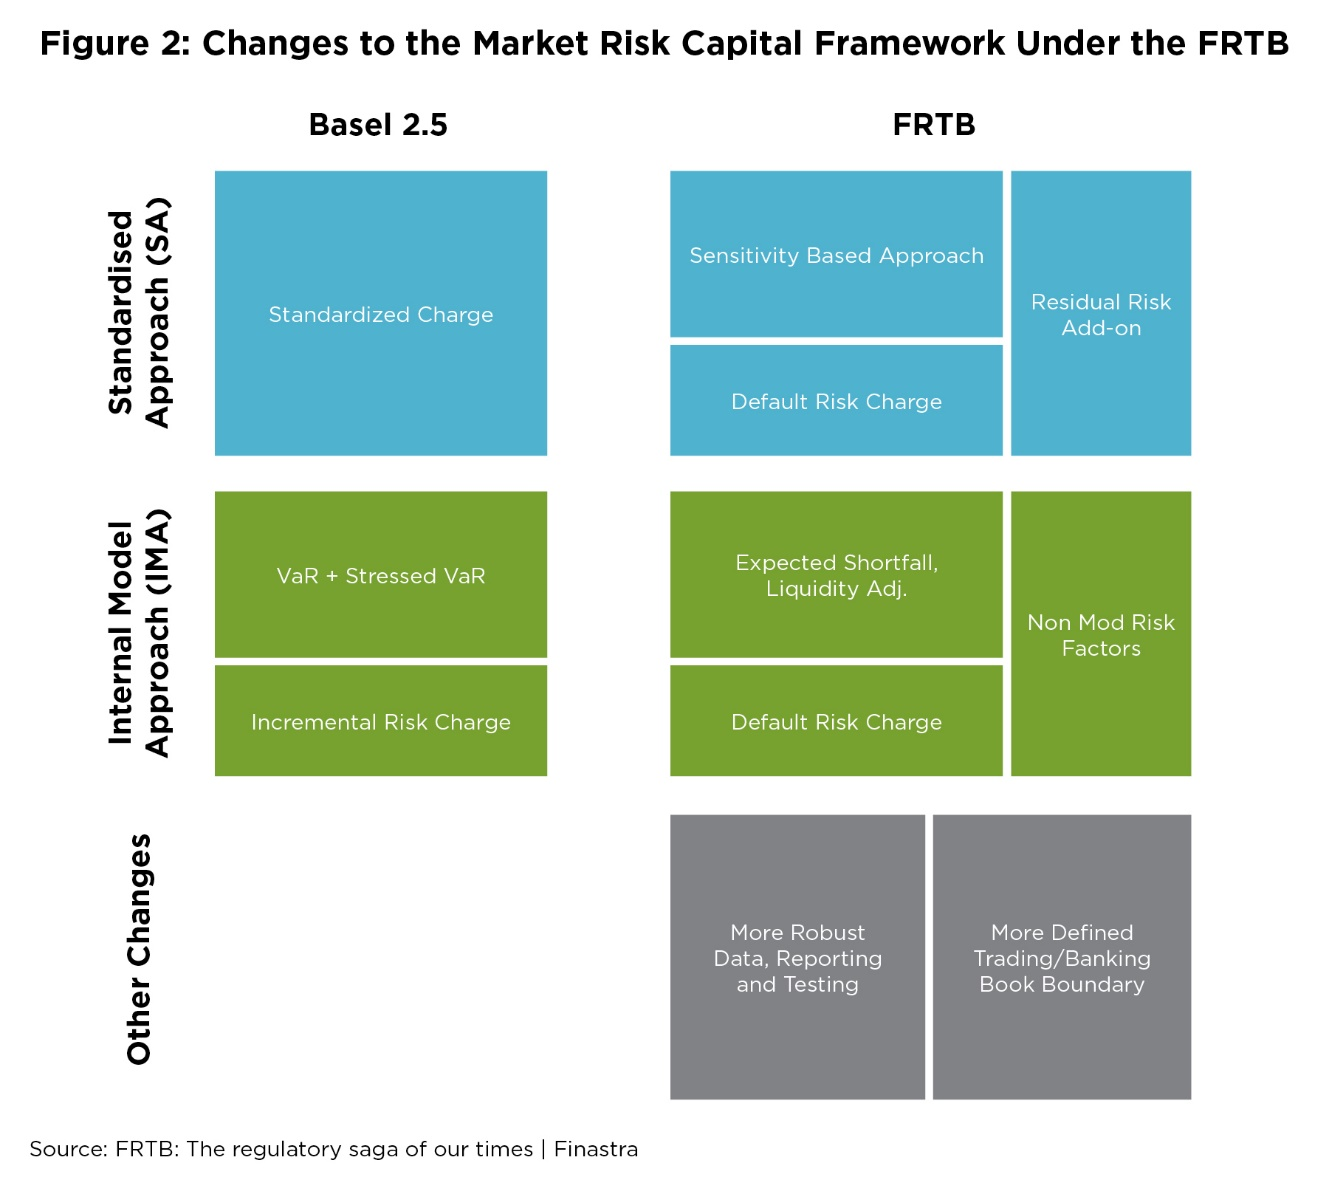 Figure 2: Changes to the Market Risk Capital Framework Under the FRTB
Basel 2.5
FRTB
Standardised
Approach (SA)
Standardized Charge
Sensitivity Based Approach
Default Risk Charge
Residual Risk
Add-on
Internal Model
Approach (IMA)
VaR + Stressed VaR
Incremental Risk Charge
Expected Shortfall,
Liquidity Adj.
Default Risk Charge
Non Mod Risk
Factors
Other Changes
More Robust
Data, Reporting
and Testing
More Defined
Trading/Banking
Book Boundary
Source: FRTB: The regulatory saga of our times | Finastra